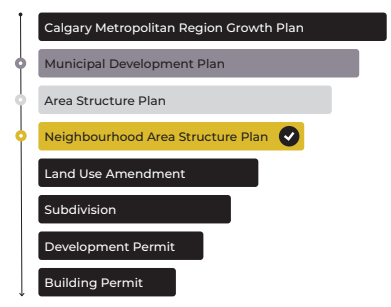 Calgary Metropolitan Region Growth Plan
Municipal Development Plan
Area Structure Plan
Neighbourhood Area Structure Plan
Land Use Amendment
Subdivision
Development Permit
Building Permit